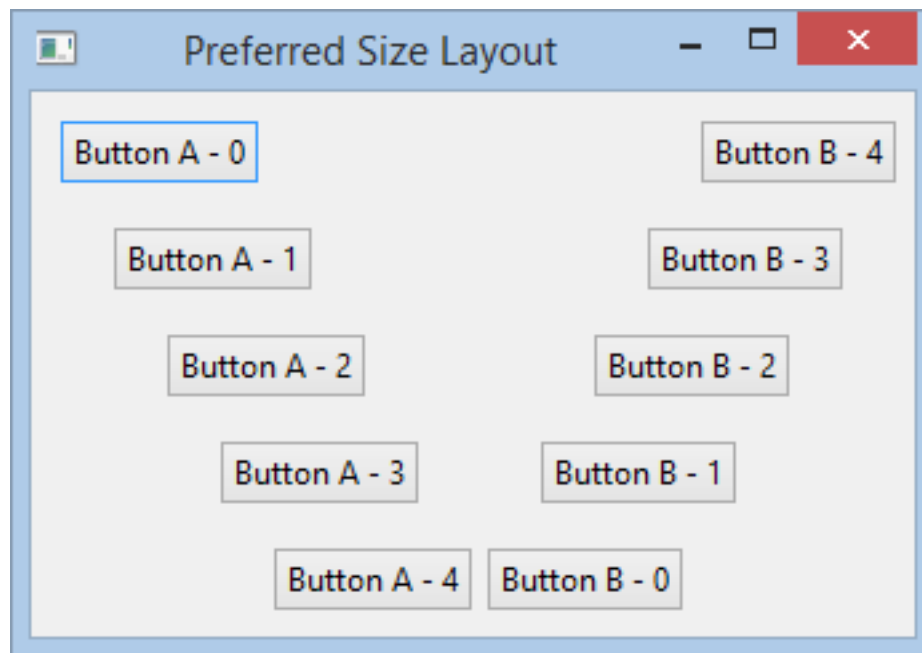 Preferred Size Layout
Button A - 0
Button B - 4
Button A - 1
Button B - 3
Button A - 2
Button B - 2
Button A - 3
Button B - 1
Button A - 4
Button B - 0